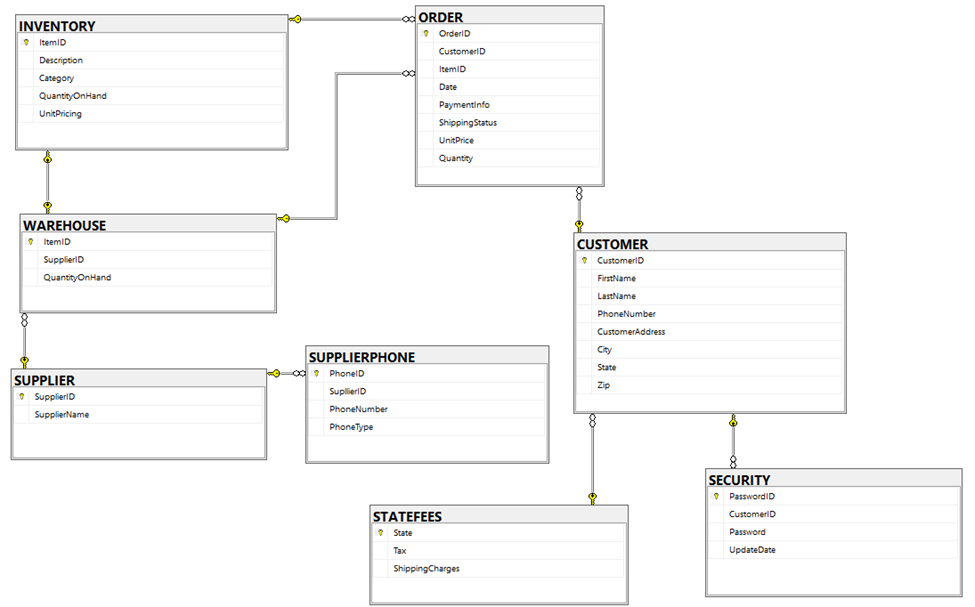 INVENTORY
ItemID
Description
Category
QuantityOnHand
UnitPricing
ORDER
OrderID
CustomerID
ItemID
Date
PaymentInfo
ShippingStatus
UnitPrice
Quantity
WAREHOUSE
ItemID
SupplierID
QuantityOnHand
CUSTOMER
CustomerID
FirstName
LastName
PhoneNumber
CustomerAddress
City
State
Zip
SUPPLIER
SupplierID
SupplierName
SUPPLIERPHONE
PhoneID
SupllierID
PhoneNumber
PhoneType
STATEFEES
State
Tax
ShippingCharges
SECURITY
PasswordID
CustomerID
Password
UpdateDate